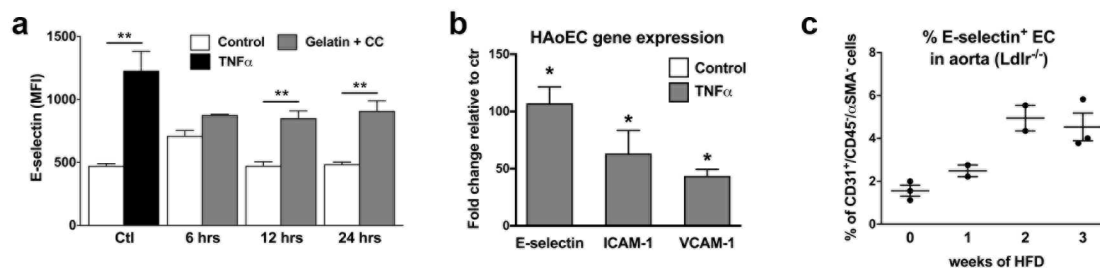 a
E-selectin (MFI)
1500
1000
500
0
**
**
**
Control
Gelatin + CC
TNFα
Ctl
6 hrs
12 hrs
24 hrs
b
HAoEC gene expression
Fold change relative to ctr
150
100
50
0
*
*
*
Control
TNFα
E-selectin
ICAM-1
VCAM-1
c
% E-selectin⁺ EC
in aorta (Ldlr⁻/⁻)
% of CD31⁺/CD45⁻/αSMA⁻ cells
8
6
4
2
0
0
1
2
3
weeks of HFD